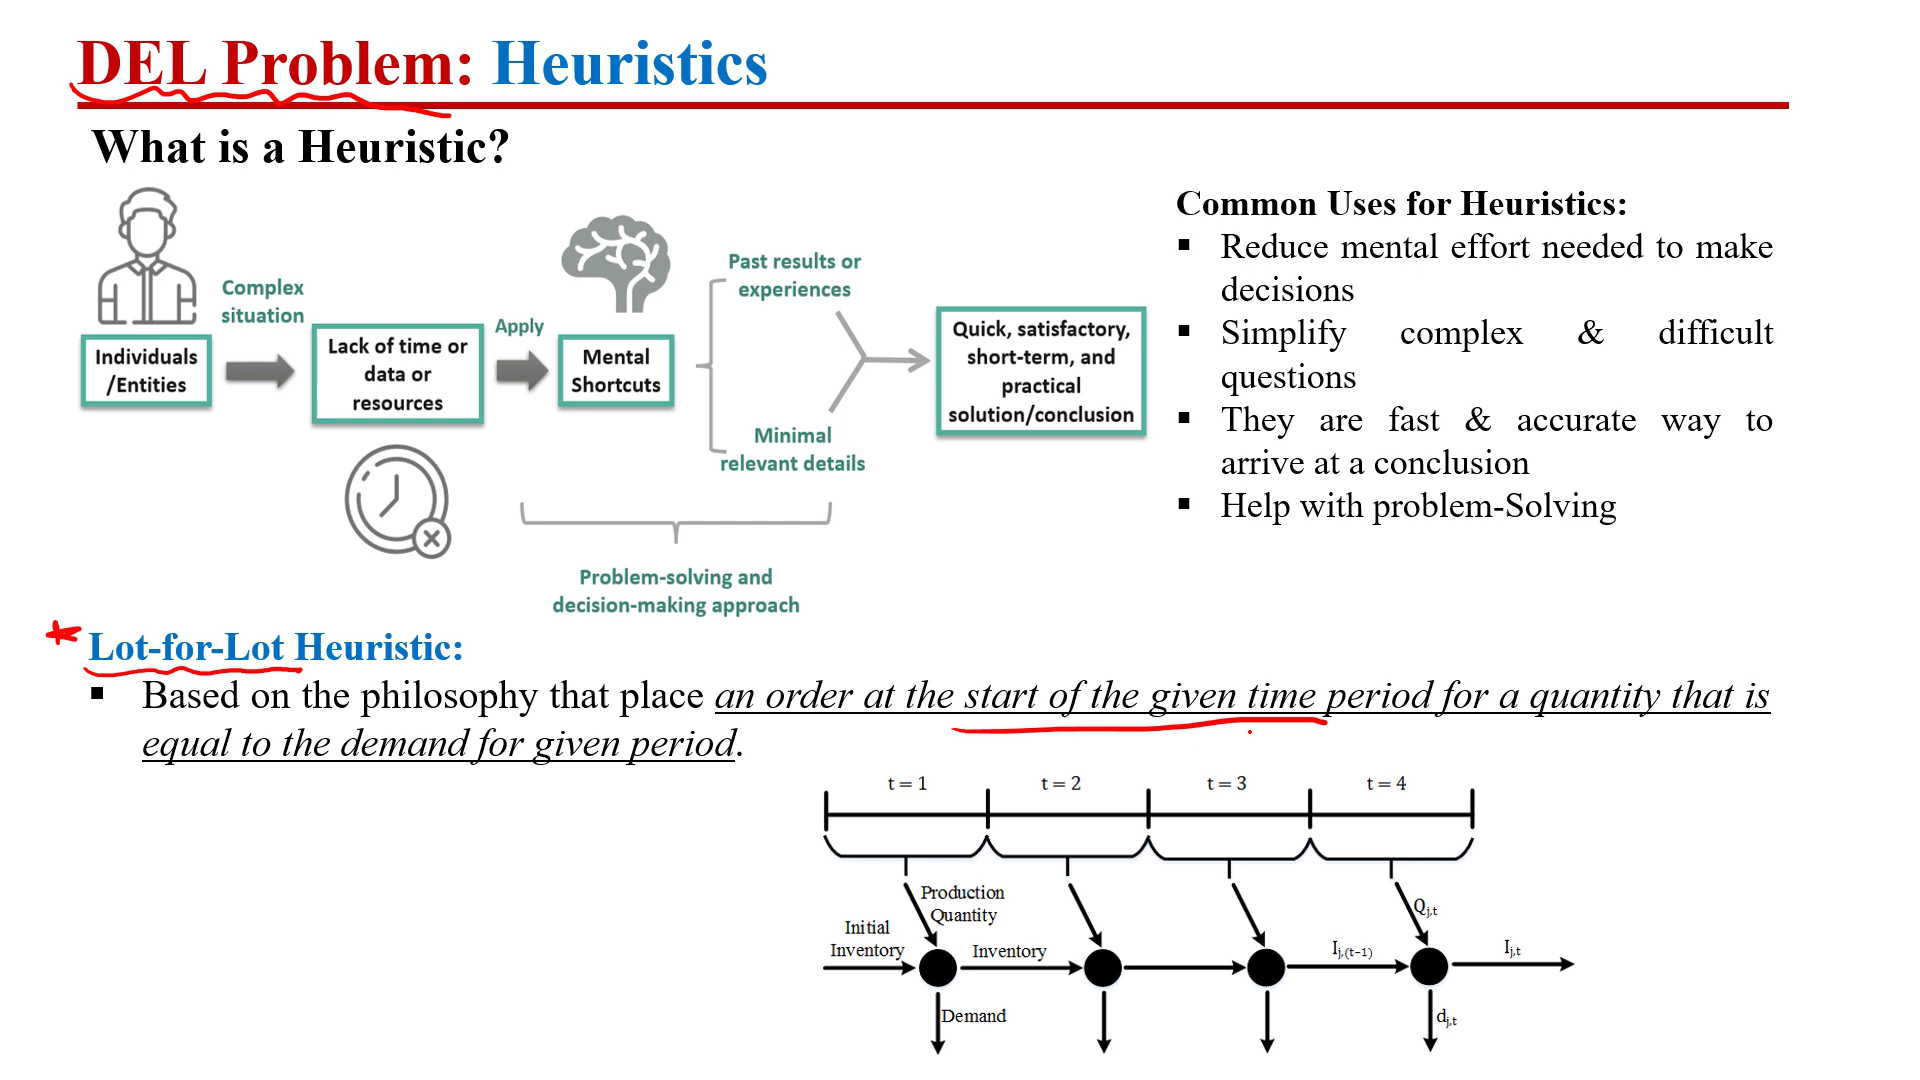 DEL Problem: Heuristics
What is a Heuristic?
Individuals
/Entities
Complex
situation
Lack of time or
data or
resources
Apply
Mental
Shortcuts
Past results or
experiences
Minimal
relevant details
Quick, satisfactory,
short-term, and
practical
solution/conclusion
Problem-solving and
decision-making approach
Common Uses for Heuristics:
▪ Reduce mental effort needed to make
decisions
▪ Simplify complex & difficult
questions
▪ They are fast & accurate way to
arrive at a conclusion
▪ Help with problem-Solving
Lot-for-Lot Heuristic:
▪ Based on the philosophy that place an order at the start of the given time period for a quantity that is
equal to the demand for given period.
t = 1 t = 2 t = 3 t = 4
Production
Quantity
Initial
Inventory
Inventory
Demand
I_{j,(t-1)}
Q_{j,t}
I_{j,t}
d_{j,t}